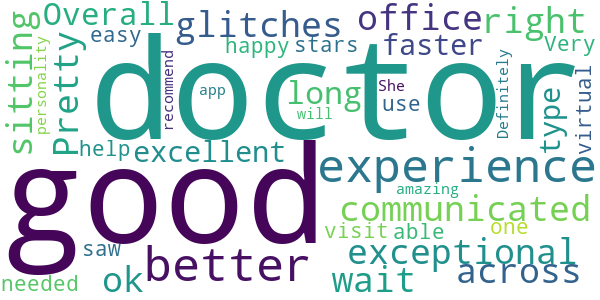 Overall
easy
glitches
office
right
happy
stars
faster
Very
sitting
personality
Pretty
doctor
recommend
app
She
long
use
will
Definitely
type
virtual
help
excellent
good
experience
amazing
communicated
visit
able
one
saw
better
exceptional
needed
ok
wait
across